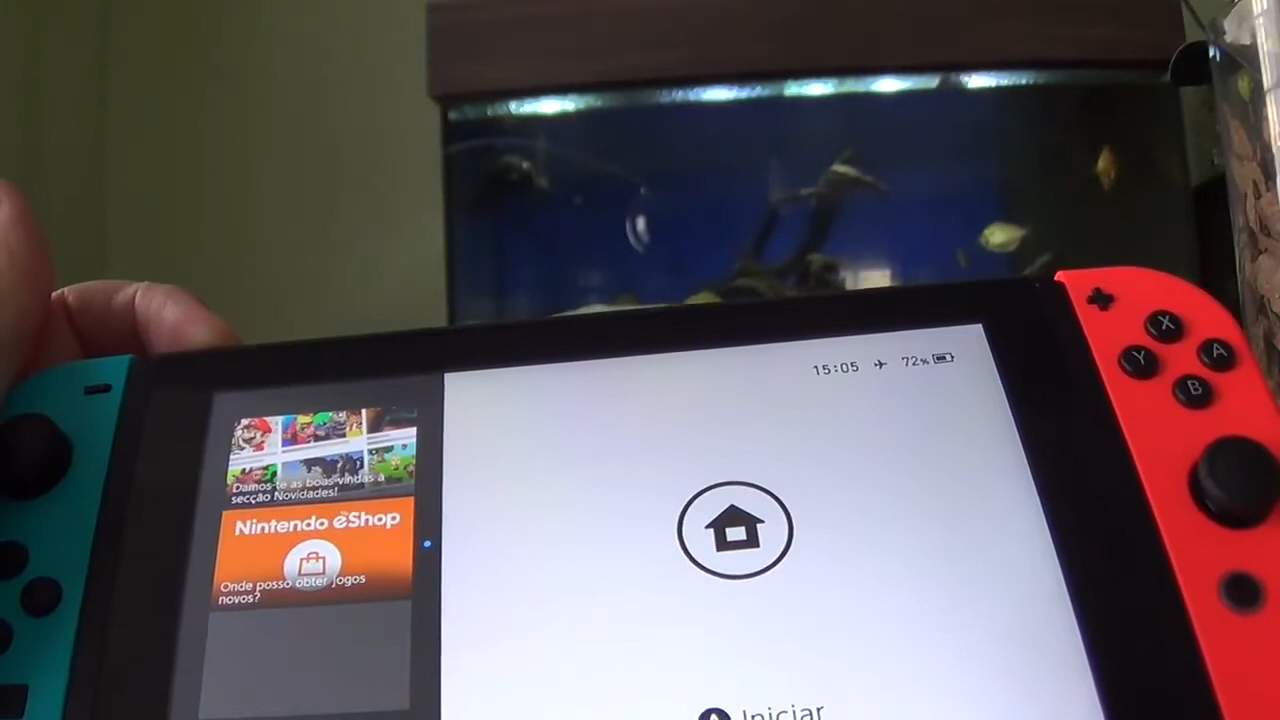 15:05 72%
Damos-te as boas-vindas à
secção Novidades!
Nintendo eShop
Onde posso obter jogos
novos?
Iniciar
X
Y
A
B